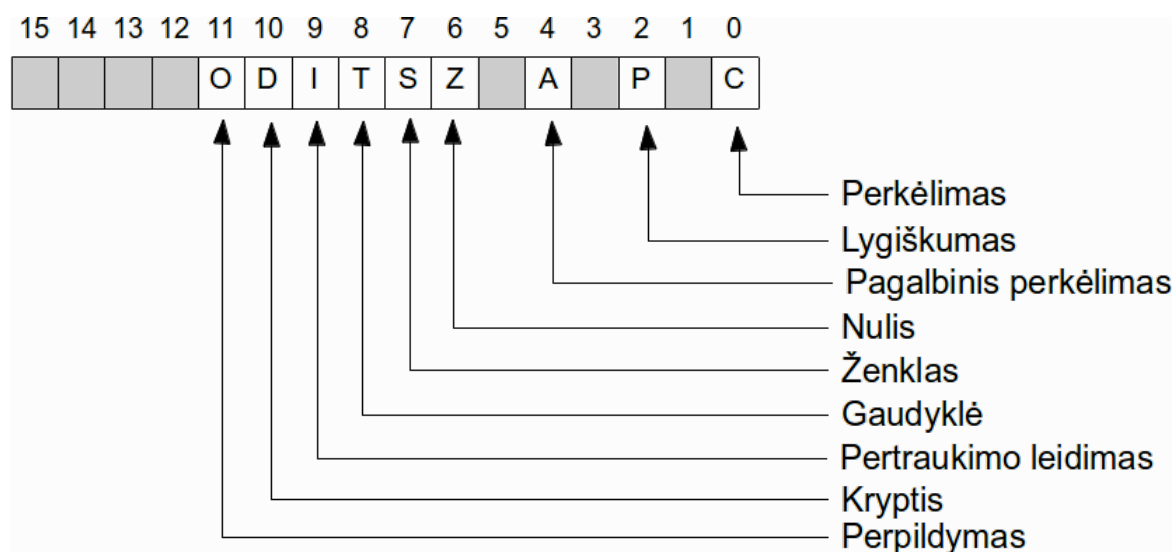 15 14 13 12 11 10 9 8 7 6 5 4 3 2 1 0
O D I T S Z A P C
Perkėlimas
Lygiškumas
Pagalbinis perkėlimas
Nulis
Ženklas
Gaudyklė
Pertraukimo leidimas
Kryptis
Perpildymas